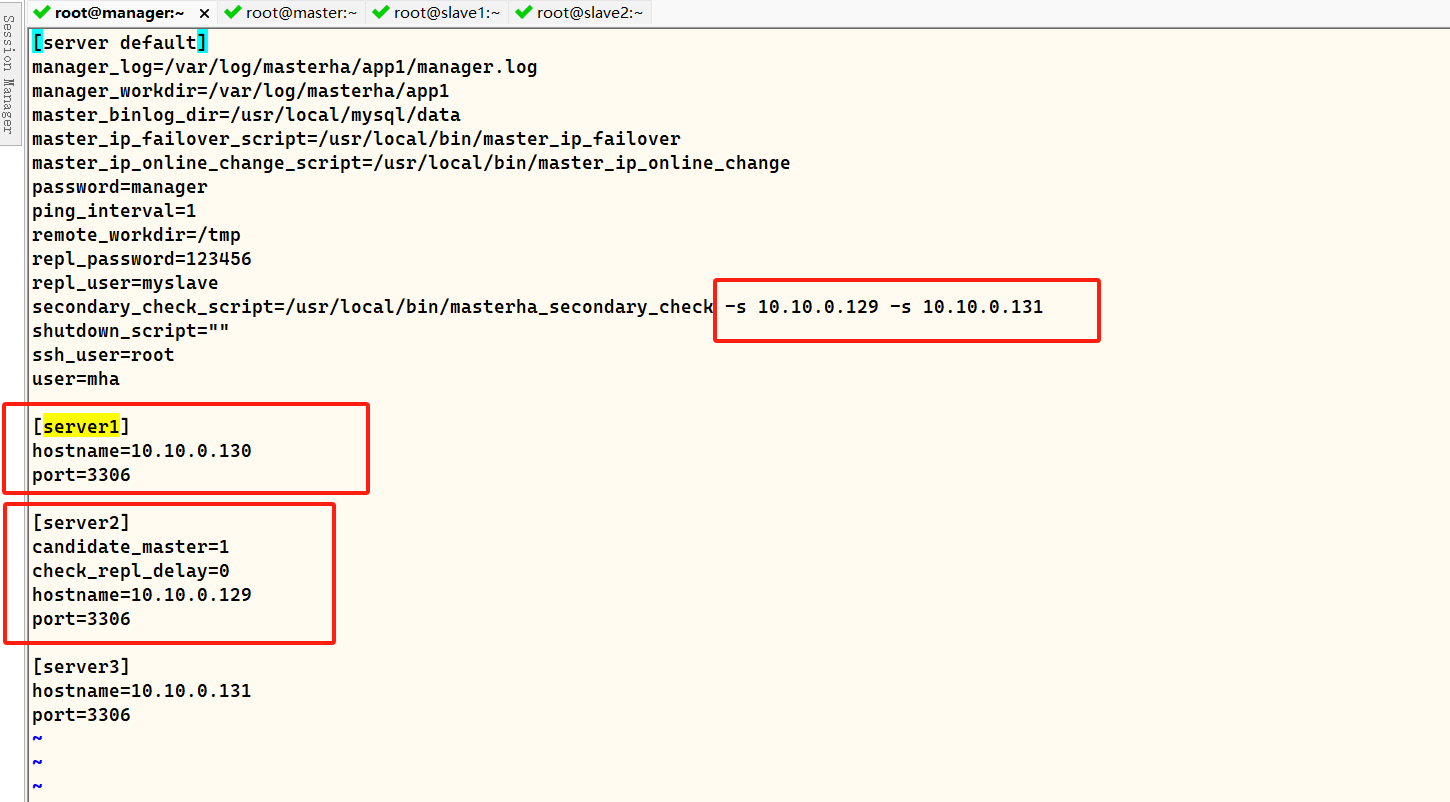 Session Manager
root@manager:~ × root@master:~ root@slave1:~ root@slave2:~
[server default]
manager_log=/var/log/masterha/app1/manager.log
manager_workdir=/var/log/masterha/app1
master_binlog_dir=/usr/local/mysql/data
master_ip_failover_script=/usr/local/bin/master_ip_failover
master_ip_online_change_script=/usr/local/bin/master_ip_online_change
password=manager
ping_interval=1
remote_workdir=/tmp
repl_password=123456
repl_user=myslave
secondary_check_script=/usr/local/bin/masterha_secondary_check -s 10.10.0.129 -s 10.10.0.131
shutdown_script=""
ssh_user=root
user=mha
[server1]
hostname=10.10.0.130
port=3306
[server2]
candidate_master=1
check_repl_delay=0
hostname=10.10.0.129
port=3306
[server3]
hostname=10.10.0.131
port=3306
~
~
~